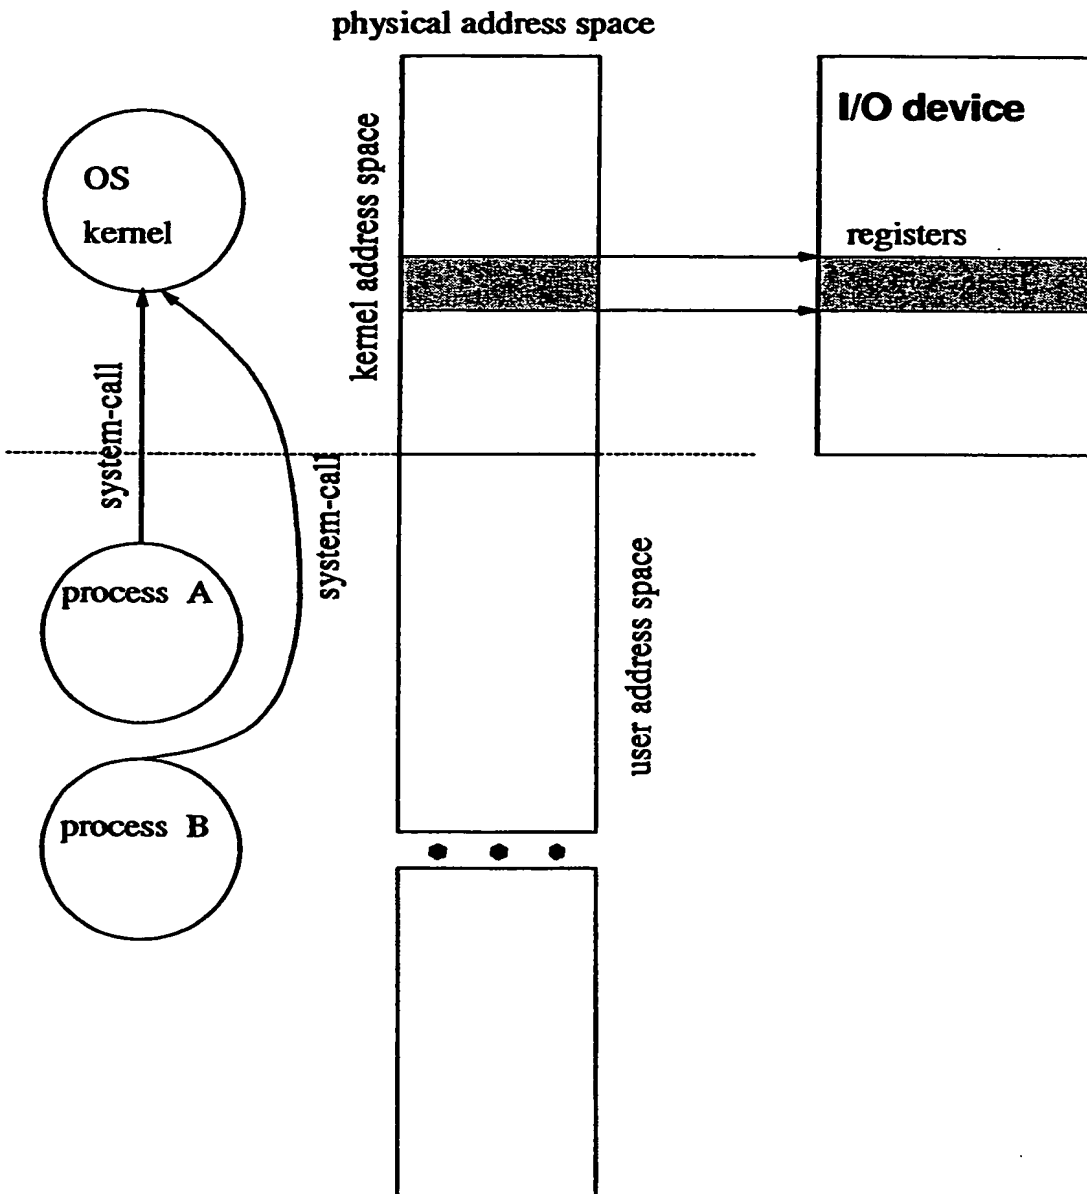 physical address space
I/O device
OS
kernel
kernel address space
registers
system-call
system-call
process A
user address space
process B